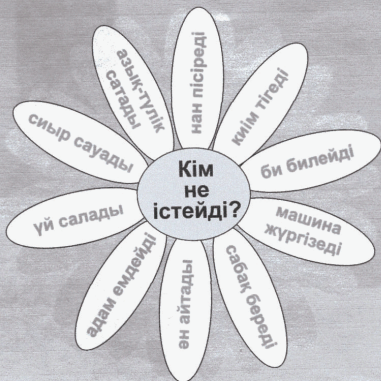 Кім
не
істейді?
нан пісіреді
киім тігеді
би билейді
машина
жүргізеді
сабақ береді
ән айтады
адам емдейді
үй салады
сиыр сауады
азық-түлік
сатады